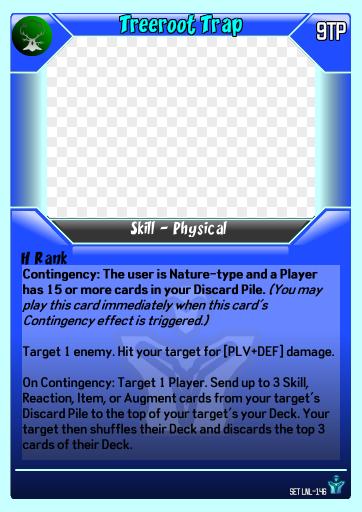 Treeroot Trap
9TP
Skill - Physical
H Rank
Contingency: The user is Nature-type and a Player
has 15 or more cards in your Discard Pile. (You may
play this card immediately when this card's
Contingency effect is triggered.)
Target 1 enemy. Hit your target for [PLV+DEF] damage.
On Contingency: Target 1 Player. Send up to 3 Skill,
Reaction, Item, or Augment cards from your target's
Discard Pile to the top of your target's your Deck. Your
target then shuffles their Deck and discards the top 3
cards of their Deck.
SET LNL-146